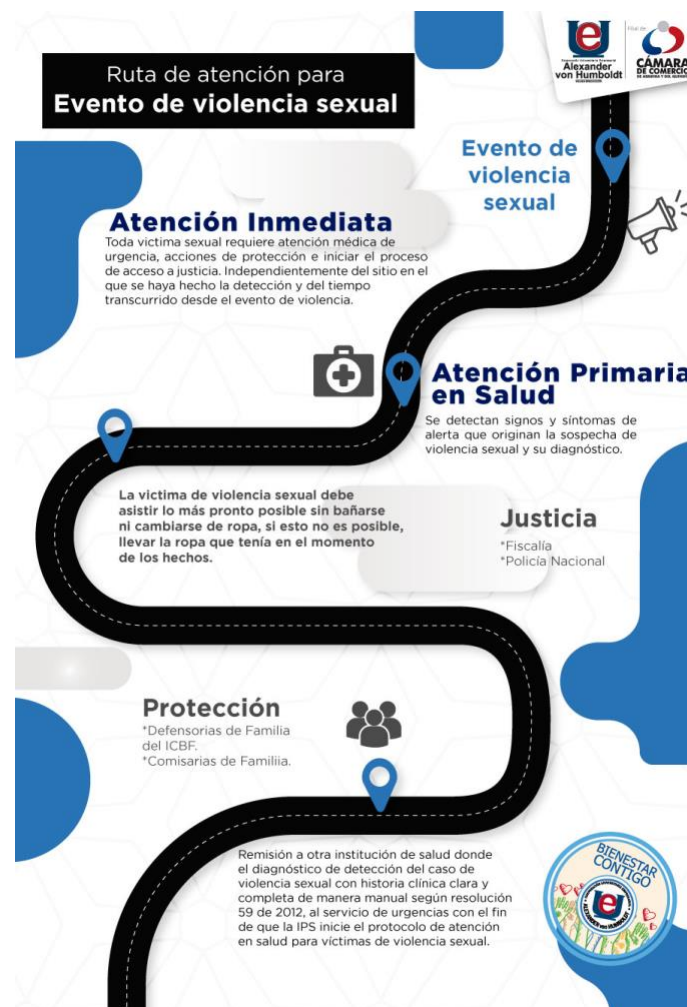 Ruta de atención para
Evento de violencia sexual
Alexander
von Humboldt
CÁMARA
DE COMERCIO
Evento de
violencia
sexual
Atención Inmediata
Toda victima sexual requiere atención médica de
urgencia, acciones de protección e iniciar el proceso
de acceso a justicia. Independientemente del sitio en el
que se haya hecho la detección y del tiempo
transcurrido desde el evento de violencia.
Atención Primaria
en Salud
Se detectan signos y síntomas de
alerta que originan la sospecha de
violencia sexual y su diagnóstico.
La victima de violencia sexual debe
asistir lo más pronto posible sin bañarse
ni cambiarse de ropa, si esto no es posible,
llevar la ropa que tenía en el momento
de los hechos.
Justicia
*Fiscalía
*Policía Nacional
Protección
*Defensorias de Familia
del ICBF.
*Comisarias de Familiia.
Remisión a otra institución de salud donde
el diagnóstico de detección del caso de
violencia sexual con historia clínica clara y
completa de manera manual según resolución
59 de 2012, al servicio de urgencias con el fin
de que la IPS inicie el protocolo de atención
en salud para víctimas de violencia sexual.
BIENESTAR
CONTIGO